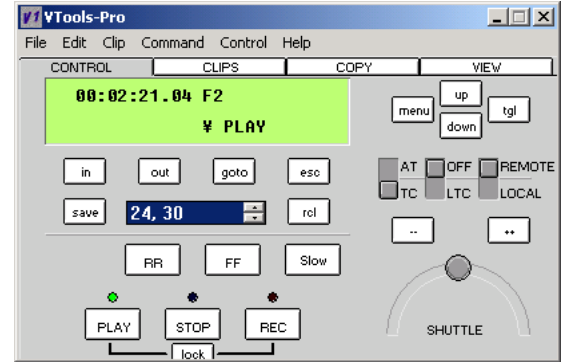 V1 VTools-Pro
File Edit Clip Command Control Help
CONTROL CLIPS COPY VIEW
00:02:21.04 F2
¥ PLAY
up
menu tgl
down
in out goto esc
AT OFF REMOTE
TC LTC LOCAL
save 24, 30 rcl
-- ++
RR FF Slow
PLAY STOP REC
SHUTTLE
lock